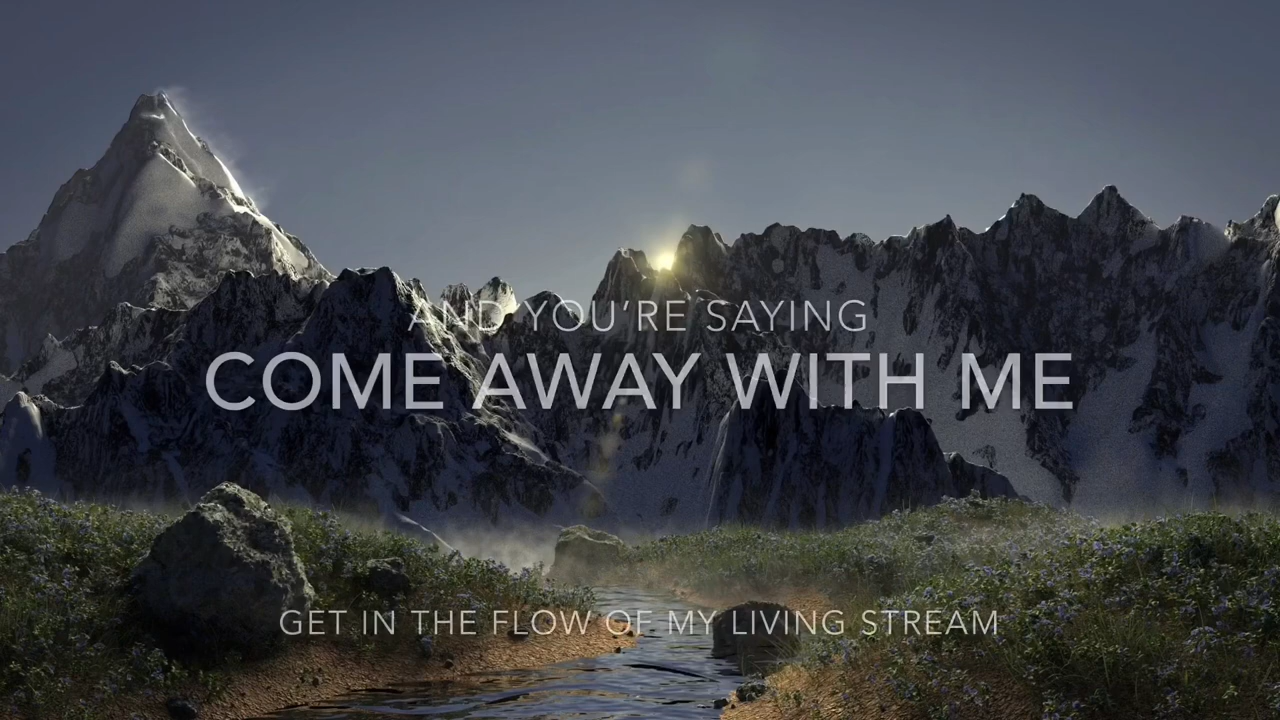 AND YOU'RE SAYING
COME AWAY WITH ME
GET IN THE FLOW OF MY LIVING STREAM